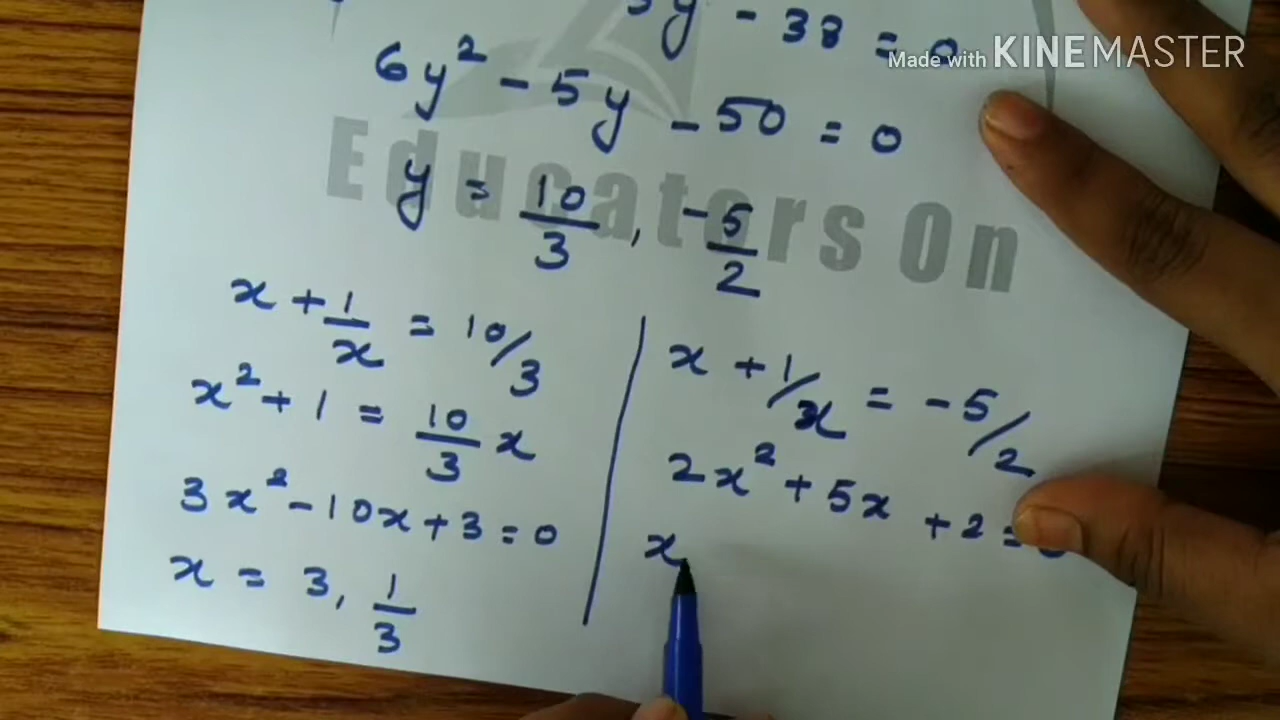 y - 38 = 0
Made with KINEMASTER
6y² - 5y - 50 = 0
Educators On
y = 10/3, -5/2
x + 1/x = 10/3
x² + 1 = 10/3 x
3x² - 10x + 3 = 0
x = 3, 1/3
x + 1/x = -5/2
2x² + 5x + 2 = 0
x